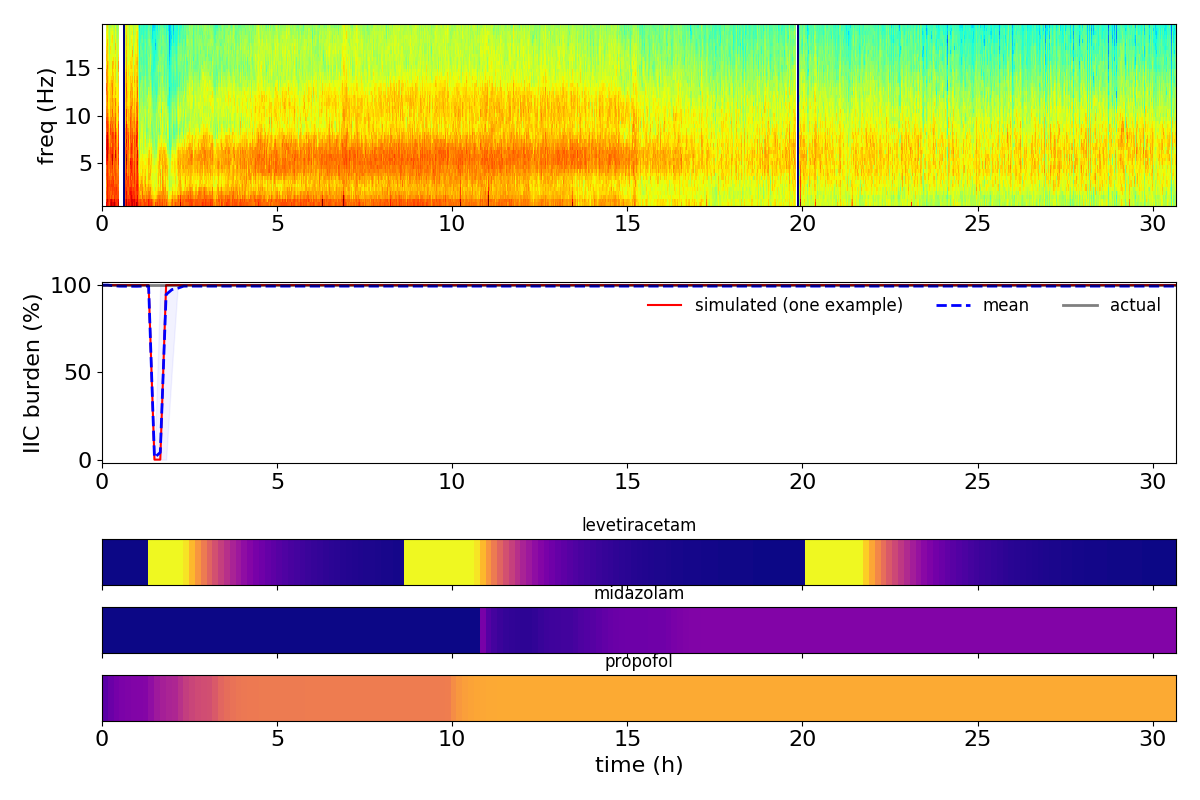 freq (Hz)
15
10
5
0 5 10 15 20 25 30
IIC burden (%)
100
50
0
simulated (one example) mean actual
0 5 10 15 20 25 30
levetiracetam
midazolam
propofol
0 5 10 15 20 25 30
time (h)